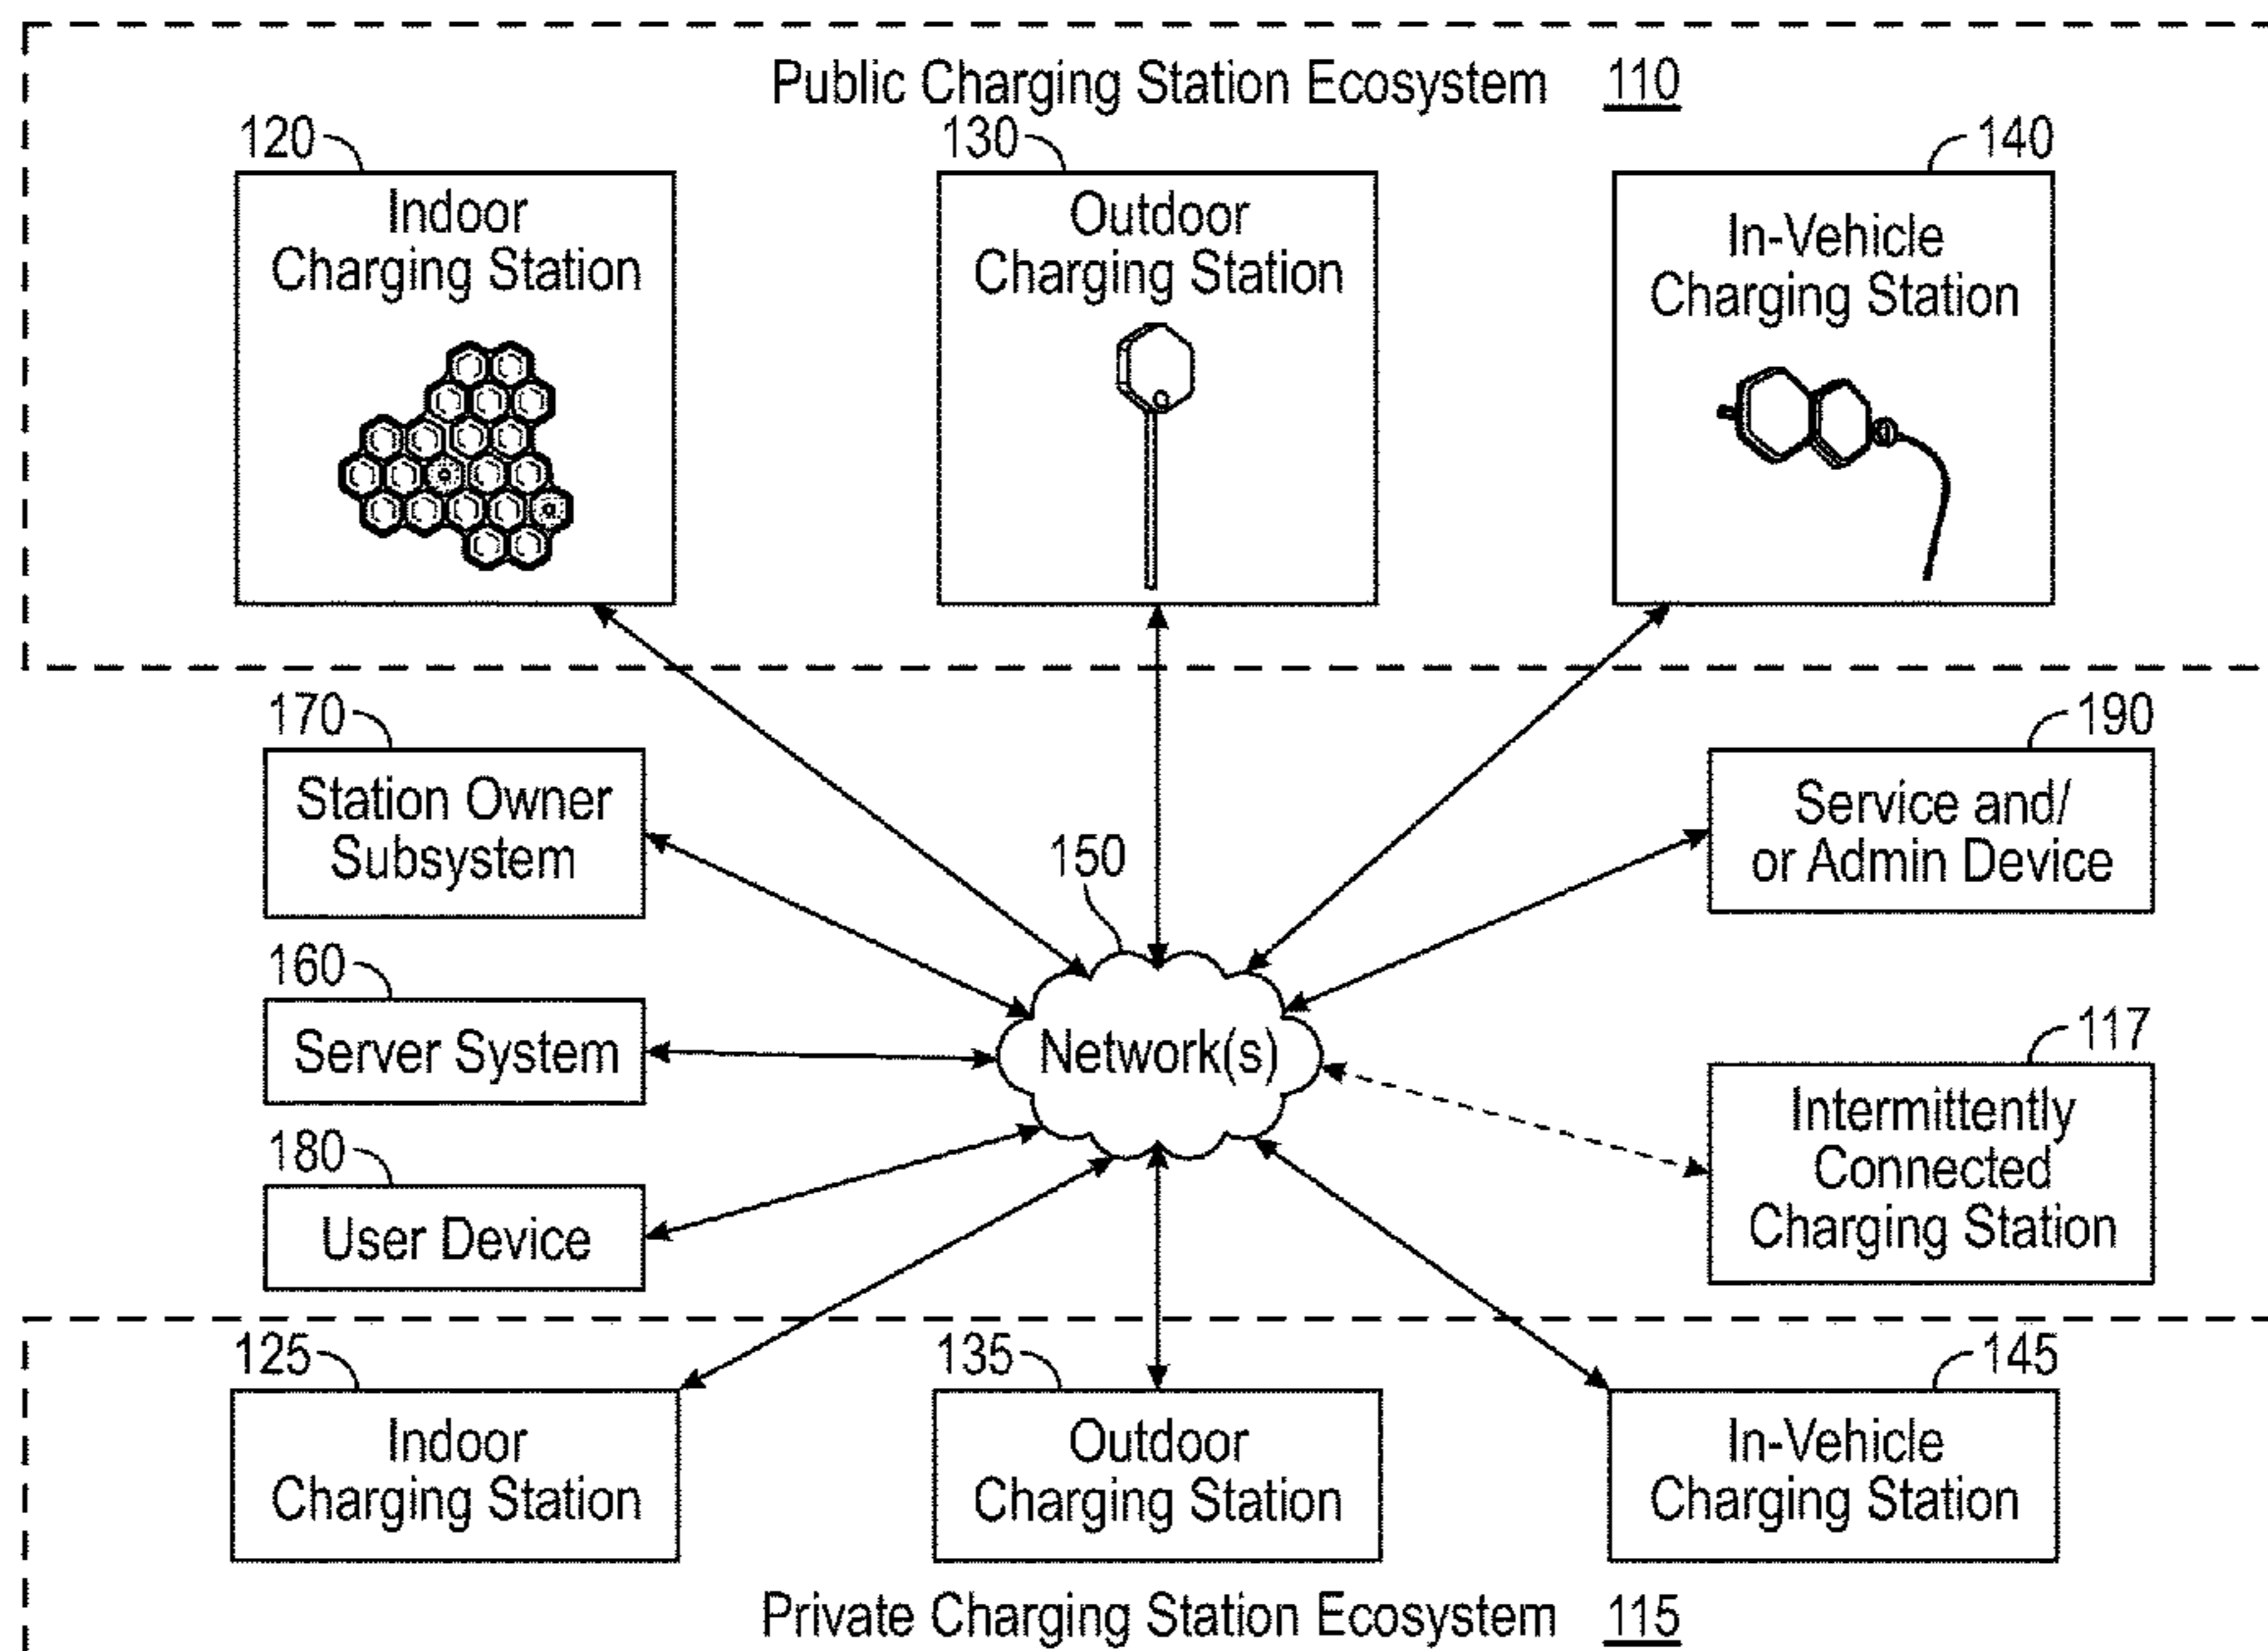 Public Charging Station Ecosystem 110
120
130
140
Indoor
Charging Station
Outdoor
Charging Station
In-Vehicle
Charging Station
170
Station Owner
Subsystem
190
Service and/
or Admin Device
150
Network(s)
160
Server System
117
Intermittently
Connected
Charging Station
180
User Device
125
Indoor
Charging Station
135
Outdoor
Charging Station
145
In-Vehicle
Charging Station
Private Charging Station Ecosystem 115